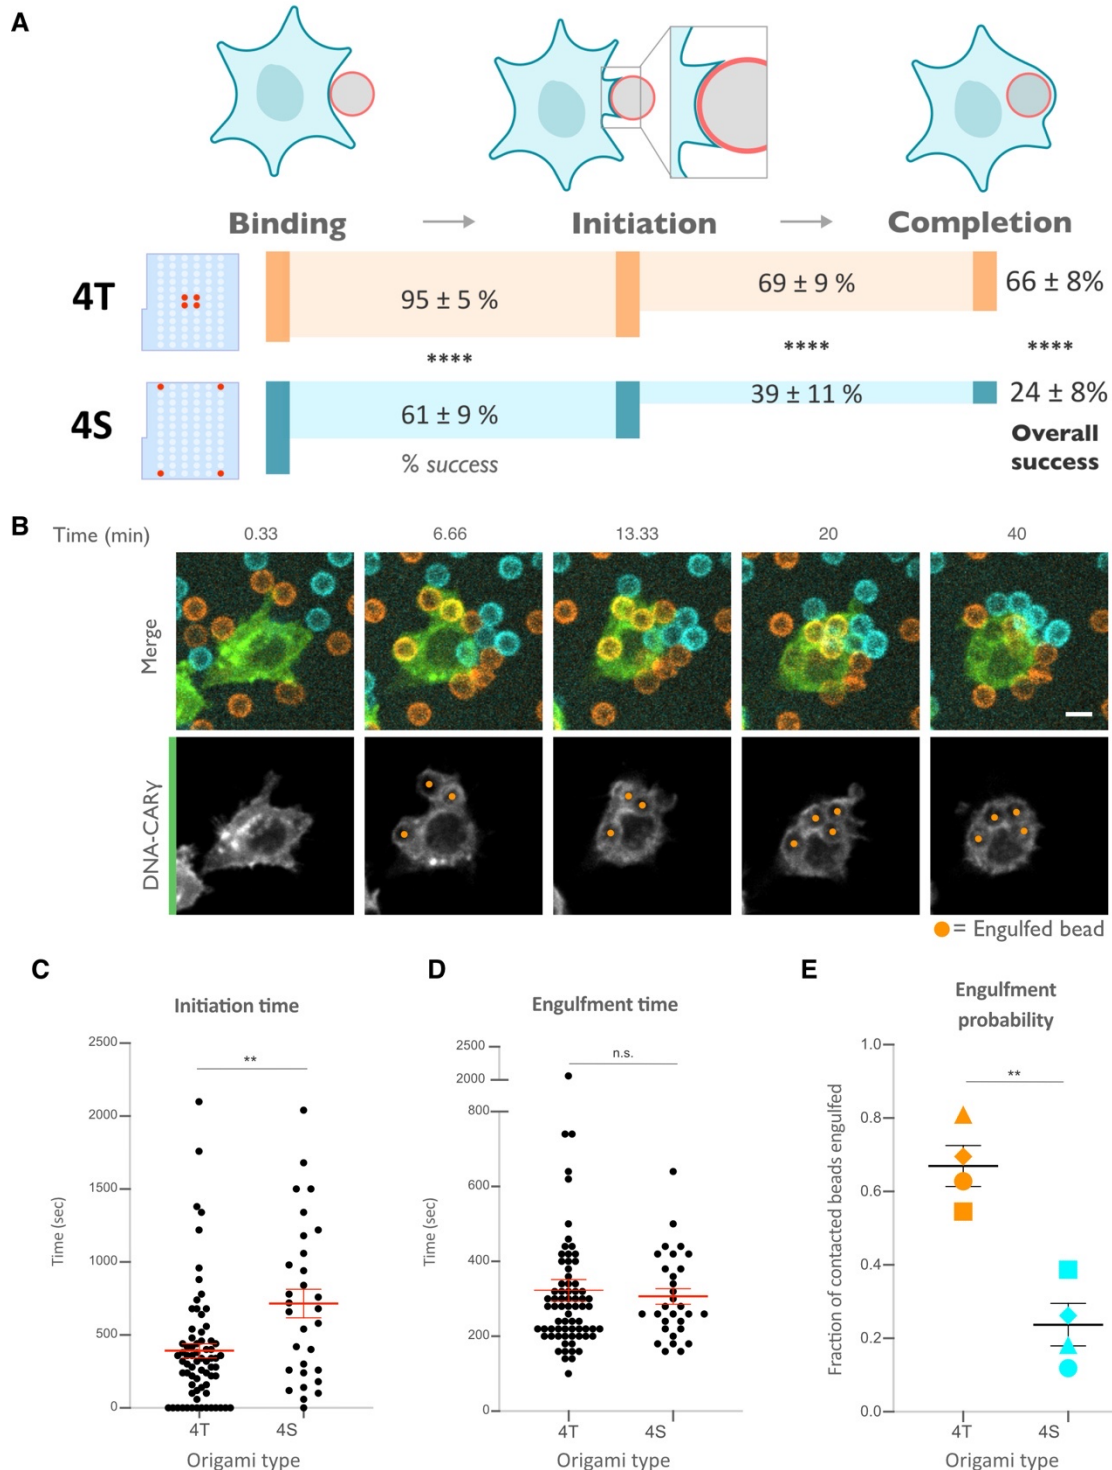 A
Binding → Initiation → Completion
4T
95 ± 5 %
69 ± 9 %
66 ± 8%
****
****
****
4S
61 ± 9 %
39 ± 11 %
24 ± 8%
% success
Overall
success
B
Time (min) 0.33 6.66 13.33 20 40
Merge
DNA-CARγ
= Engulfed bead
C
Initiation time
**
2500
2000
1500
1000
500
0
Time (sec)
4T 4S
Origami type
D
Engulfment time
n.s.
2500
2000
800
600
400
200
0
Time (sec)
4T 4S
Origami type
E
Engulfment
probability
**
1.0
0.8
0.6
0.4
0.2
0.0
Fraction of contacted beads engulfed
4T 4S
Origami type